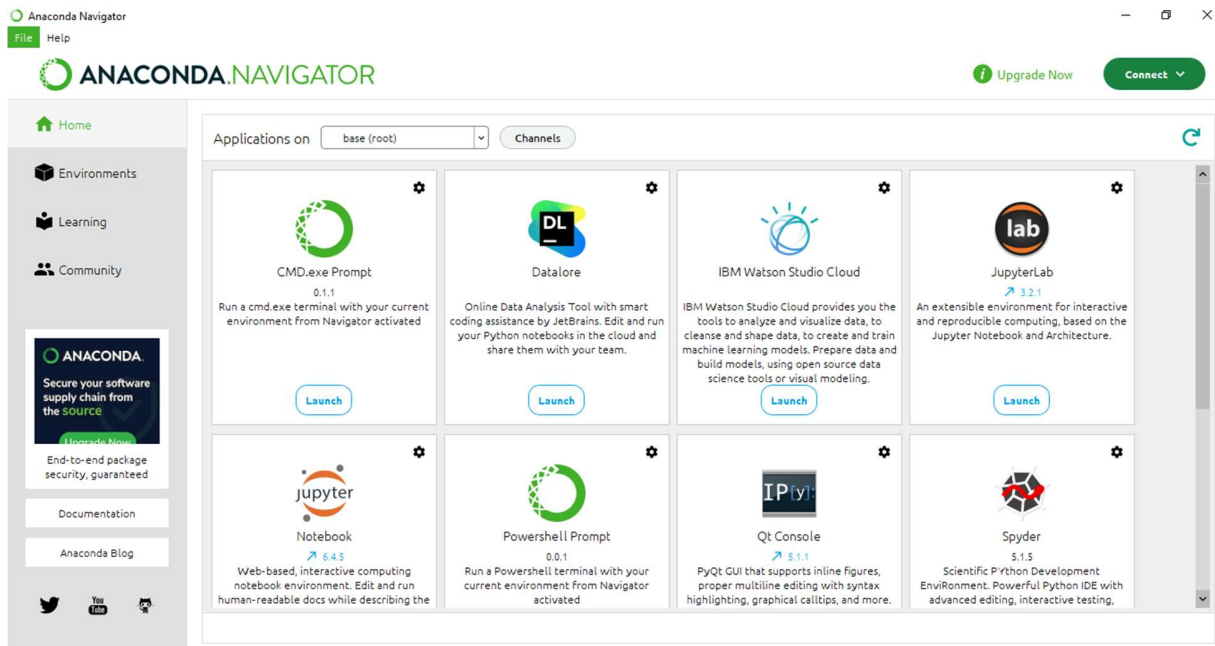 Anaconda Navigator
File Help
ANACONDA.NAVIGATOR
i Upgrade Now
Connect
Home
Environments
Learning
Community
ANACONDA.
Secure your software
supply chain from
the source
Upgrade Now
End-to-end package
security, guaranteed
Documentation
Anaconda Blog
You
Tube
Applications on base (root) Channels
CMD.exe Prompt
0.1.1
Run a cmd.exe terminal with your current
environment from Navigator activated
Launch
DL
Datalore
Online Data Analysis Tool with smart
coding assistance by JetBrains. Edit and run
your Python notebooks in the cloud and
share them with your team.
Launch
IBM Watson Studio Cloud
IBM Watson Studio Cloud provides you the
tools to analyze and visualize data, to
cleanse and shape data, to create and train
machine learning models. Prepare data and
build models, using open source data
science tools or visual modeling.
Launch
lab
JupyterLab
3.2.1
An extensible environment for interactive
and reproducible computing, based on the
Jupyter Notebook and Architecture.
Launch
jupyter
Notebook
6.4.5
Web-based, interactive computing
notebook environment. Edit and run
human-readable docs while describing the
Powershell Prompt
0.0.1
Run a Powershell terminal with your
current environment from Navigator
activated
IP[y]:
Qt Console
5.1.1
PyQt GUI that supports inline figures,
proper multiline editing with syntax
highlighting, graphical calltips, and more.
Spyder
5.1.5
Scientific PYthon Development
EnviRonment. Powerful Python IDE with
advanced editing, interactive testing,